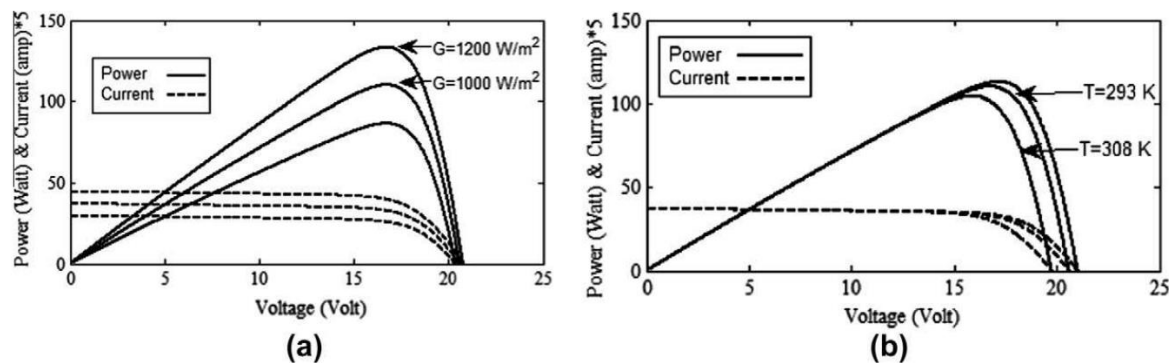 150
100
50
0
0 5 10 15 20 25
Power (Watt) & Current (amp)*5
Voltage (Volt)
Power
Current
G=1200 W/m²
G=1000 W/m²
(a)
150
100
50
0
0 5 10 15 20 25
Power (Watt) & Current (amp)*5
Voltage (Volt)
Power
Current
T=293 K
T=308 K
(b)